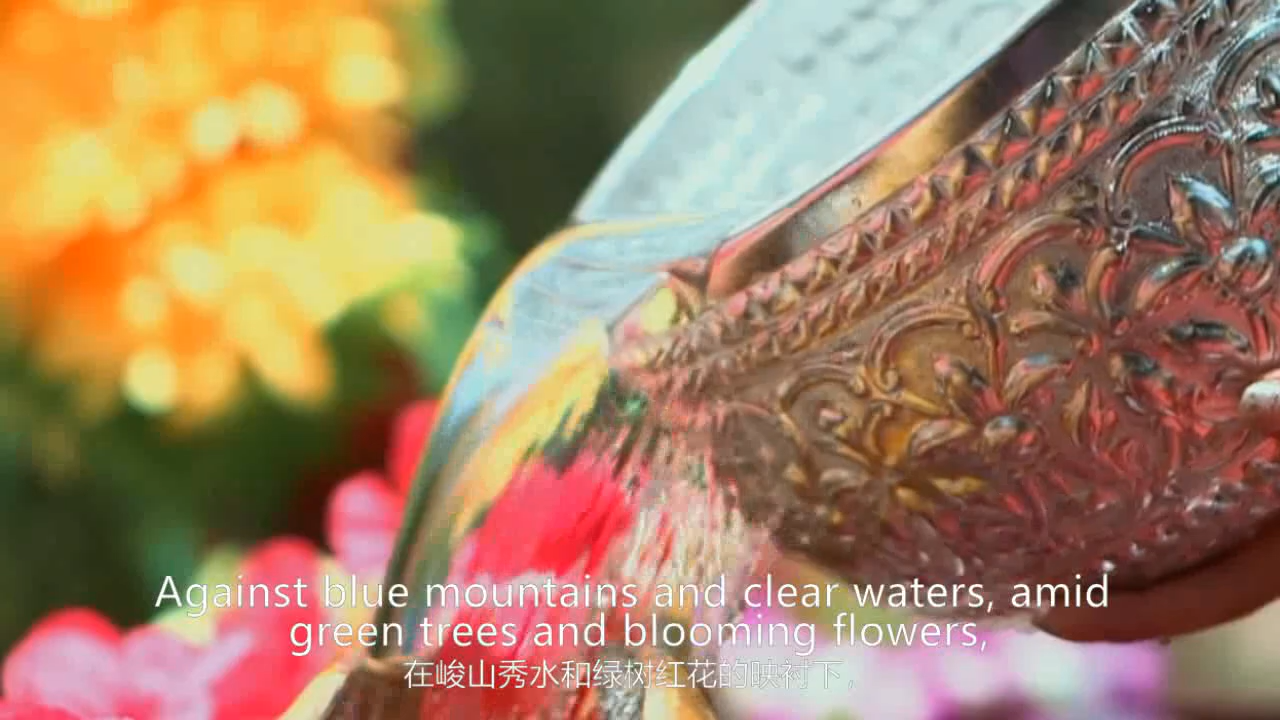 Against blue mountains and clear waters, amid
green trees and blooming flowers,
在峻山秀水和绿树红花的映衬下，